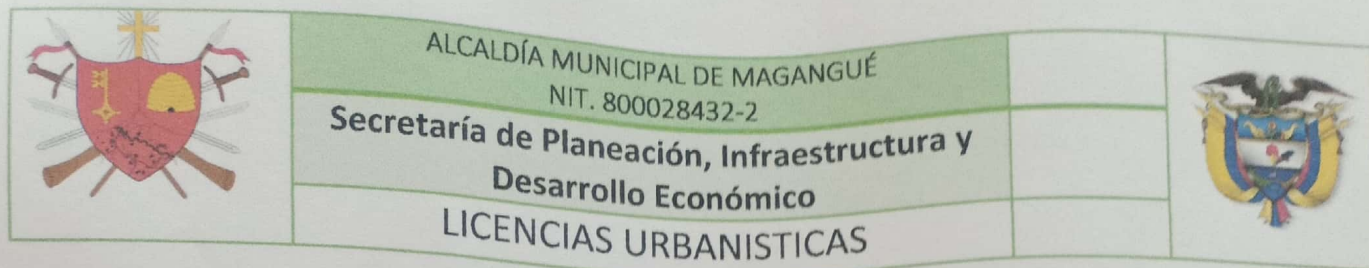 ALCALDÍA MUNICIPAL DE MAGANGUÉ
NIT. 800028432-2
Secretaría de Planeación, Infraestructura y
Desarrollo Económico
LICENCIAS URBANISTICAS